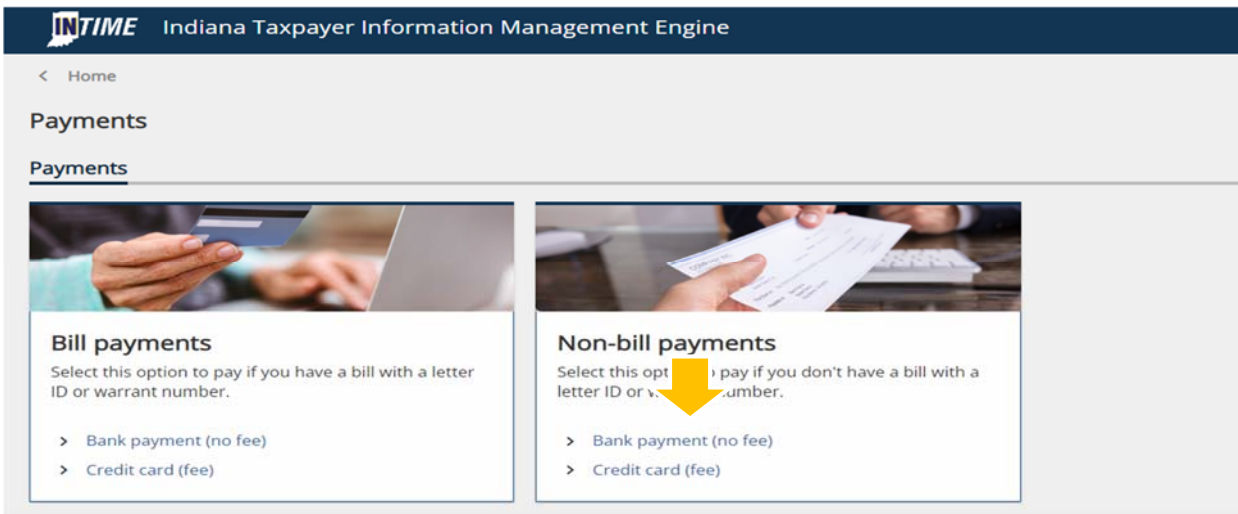 INTIME Indiana Taxpayer Information Management Engine
< Home
Payments
Payments
Bill payments
Select this option to pay if you have a bill with a letter
ID or warrant number.
> Bank payment (no fee)
> Credit card (fee)
Non-bill payments
Select this opt pay if you don't have a bill with a
letter ID or umber.
> Bank payment (no fee)
> Credit card (fee)